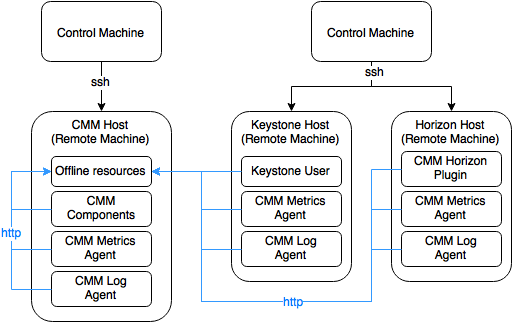 Control Machine
Control Machine
ssh
ssh
CMM Host
(Remote Machine)
Offline resources
CMM
Components
CMM Metrics
Agent
CMM Log
Agent
http
Keystone Host
(Remote Machine)
Keystone User
CMM Metrics
Agent
CMM Log
Agent
Horizon Host
(Remote Machine)
CMM Horizon
Plugin
CMM Metrics
Agent
CMM Log
Agent
http